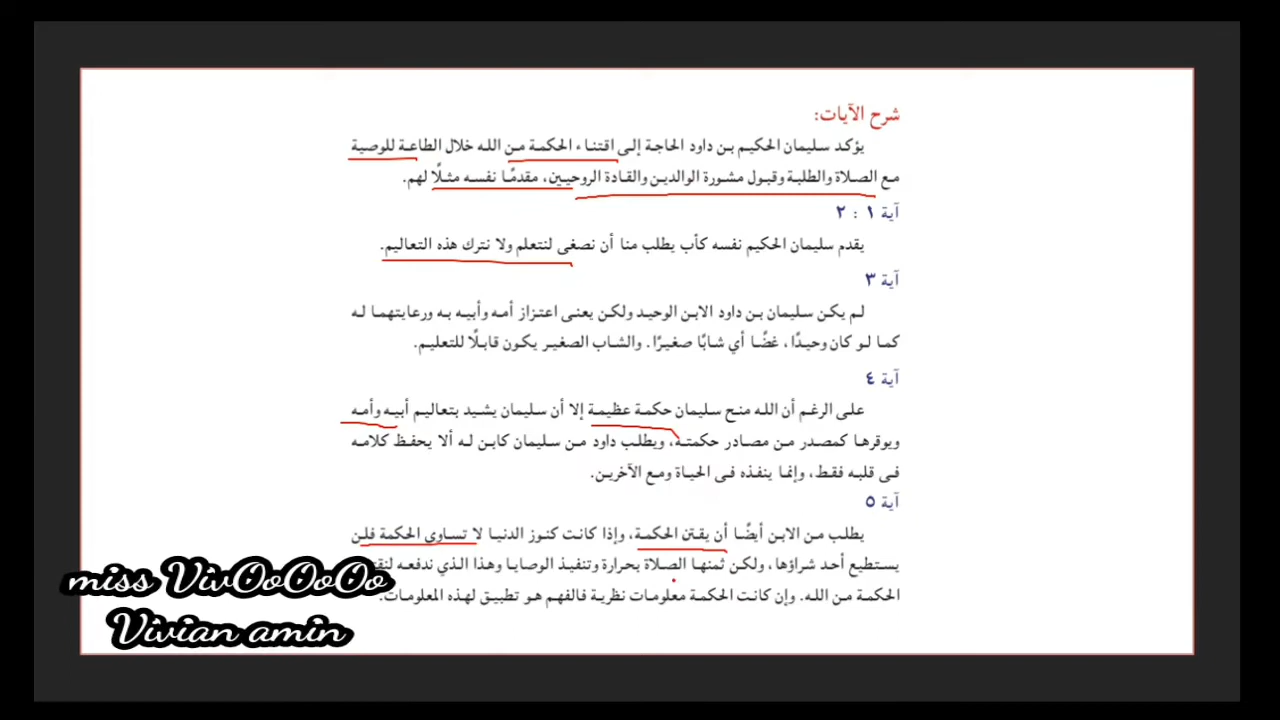 شرح الآيات:
يؤكد سليمان الحكيم بن داود الحاجة إلى اقتناء الحكمة من الله خلال الطاعة للوصية
مع الصلاة والطلبة وقبول مشورة الوالدين والقادة الروحيين، مقدمًا نفسه مثلًا لهم.
آية ١ : ٢
يقدم سليمان الحكيم نفسه كأب يطلب منا أن نصغى لنتعلم ولا نترك هذه التعاليم.
آية ٣
لم يكن سليمان بن داود الابن الوحيد ولكن يعنى اعتزاز أمه وأبيه به ورعايتهما له
كما لو كان وحيدًا، غضًا أي شابًا صغيرًا. والشاب الصغير يكون قابلًا للتعليم.
آية ٤
على الرغم أن الله منح سليمان حكمة عظيمة إلا أن سليمان يشيد بتعاليم أبيه وأمه
ويوقرها كمصدر من مصادر حكمته، ويطلب داود من سليمان كابن له ألا يحفظ كلامه
فى قلبه فقط، وإنما ينفذه فى الحياة ومع الآخرين.
آية ٥
يطلب من الابن أيضًا أن يقتن الحكمة، وإذا كانت كنوز الدنيا لا تساوي الحكمة فلن
يستطيع أحد شراؤها، ولكن ثمنها الصلاة بحرارة وتنفيذ الوصايا وهذا الذي ندفعه
الحكمة من الله. وإن كانت الحكمة معلومات نظرية فالفهم هو تطبيق لهذه المعلومات.
miss VivOoOoOo
Vivian amin